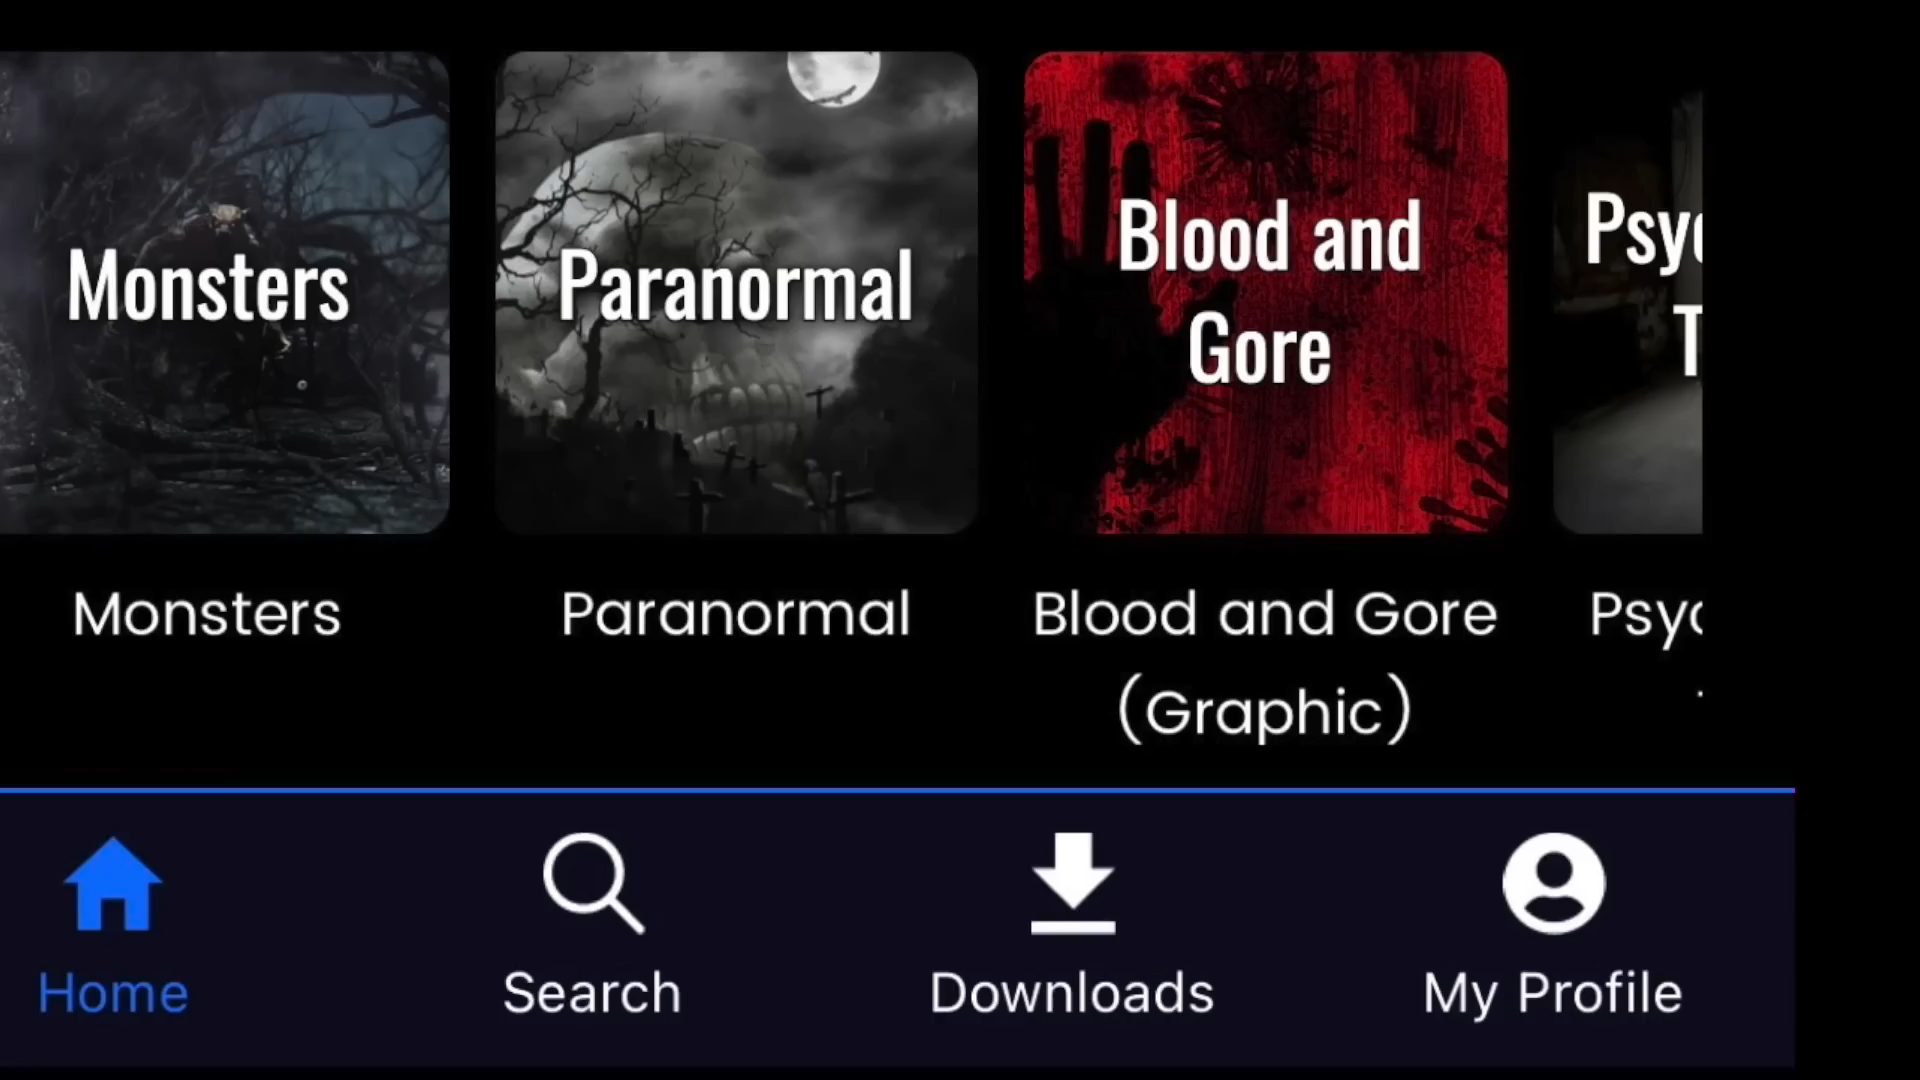 Monsters
Paranormal
Blood and
Gore
Monsters
Paranormal
Blood and Gore
(Graphic)
Home
Search
Downloads
My Profile